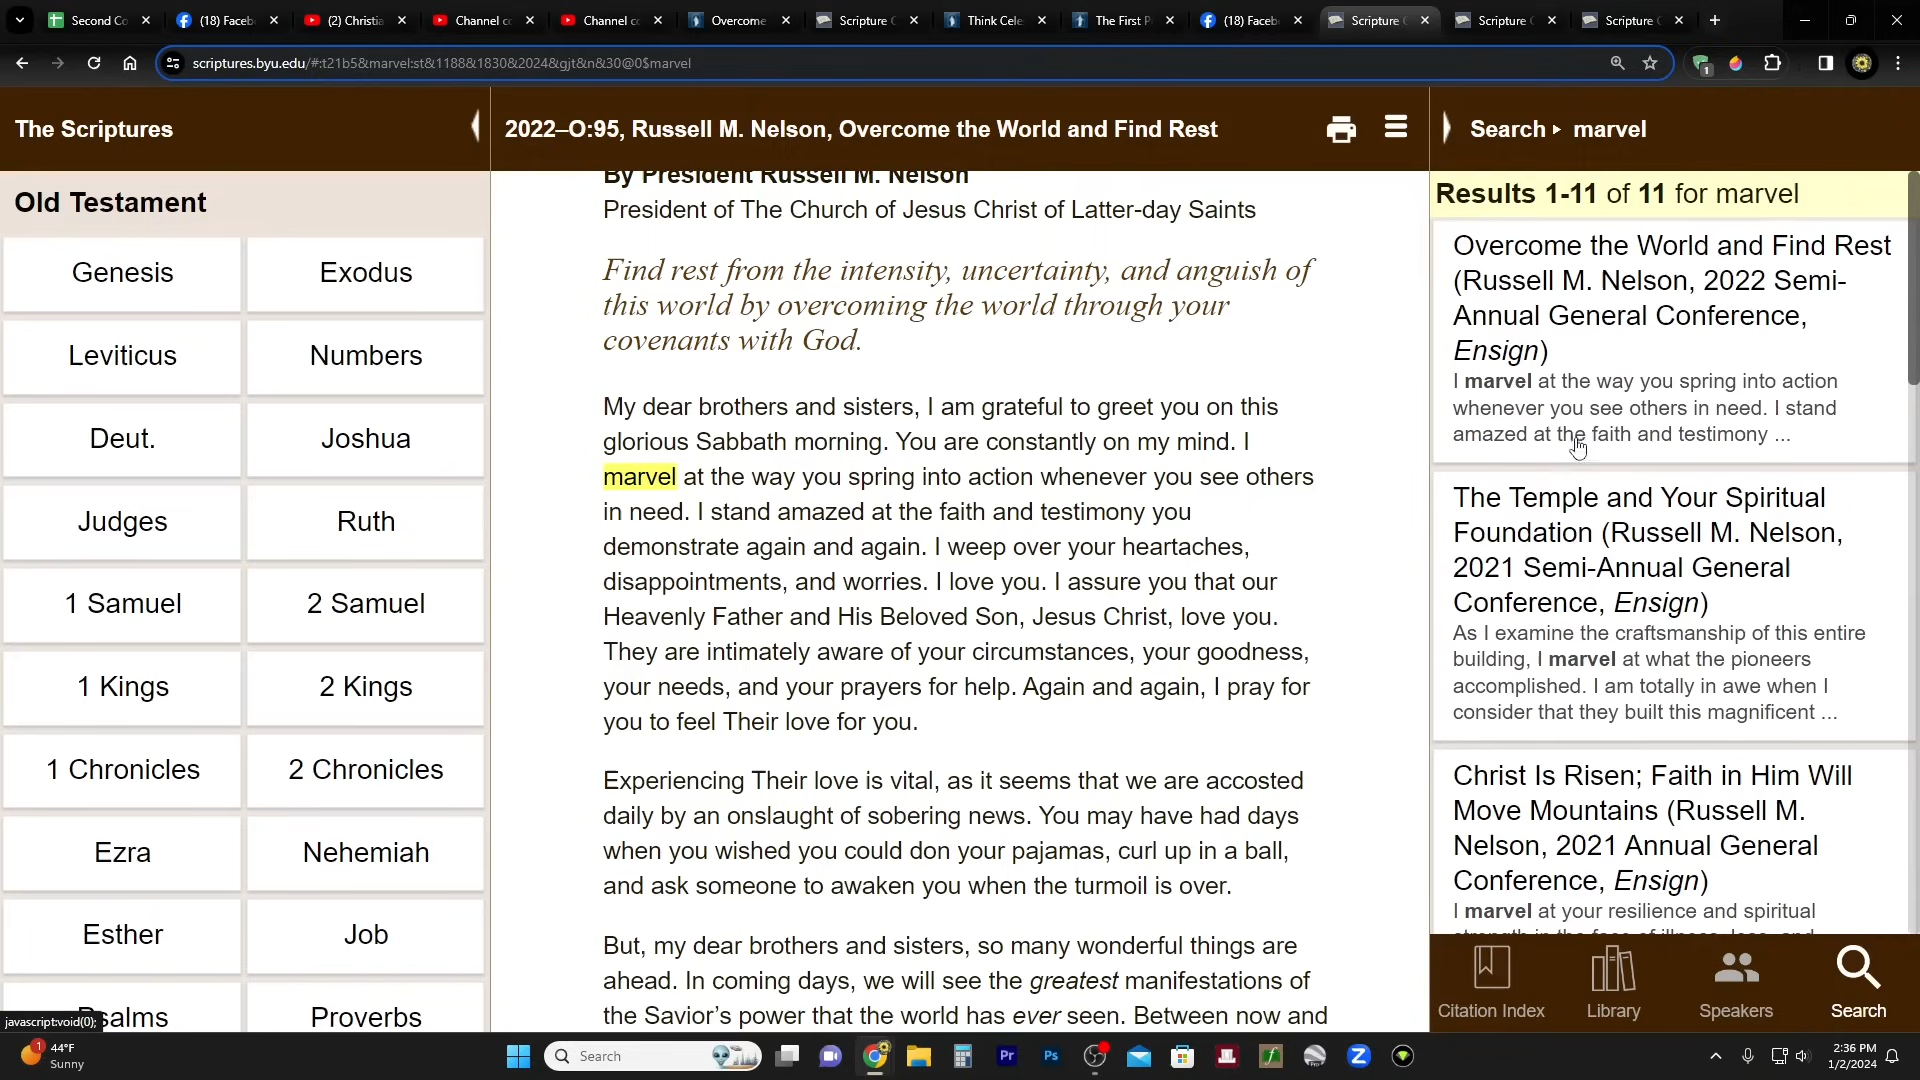 Second Co
(18) Faceb
(2) Christia
Channel co
Channel co
Overcome
Scripture C
Think Cele
The First P
(18) Faceb
Scripture C
Scripture C
Scripture C
scriptures.byu.edu/#:t21b5&marvel:st&1188&1830&2024&gjt&n&30@0$marvel
1
The Scriptures
2022–O:95, Russell M. Nelson, Overcome the World and Find Rest
Search ▸ marvel
Old Testament
Genesis
Exodus
Leviticus
Numbers
Deut.
Joshua
Judges
Ruth
1 Samuel
2 Samuel
1 Kings
2 Kings
1 Chronicles
2 Chronicles
Ezra
Nehemiah
Esther
Job
Psalms
Proverbs
javascript:void(0);
By President Russell M. Nelson
President of The Church of Jesus Christ of Latter-day Saints
Find rest from the intensity, uncertainty, and anguish of
this world by overcoming the world through your
covenants with God.
My dear brothers and sisters, I am grateful to greet you on this
glorious Sabbath morning. You are constantly on my mind. I
marvel at the way you spring into action whenever you see others
in need. I stand amazed at the faith and testimony you
demonstrate again and again. I weep over your heartaches,
disappointments, and worries. I love you. I assure you that our
Heavenly Father and His Beloved Son, Jesus Christ, love you.
They are intimately aware of your circumstances, your goodness,
your needs, and your prayers for help. Again and again, I pray for
you to feel Their love for you.
Experiencing Their love is vital, as it seems that we are accosted
daily by an onslaught of sobering news. You may have had days
when you wished you could don your pajamas, curl up in a ball,
and ask someone to awaken you when the turmoil is over.
But, my dear brothers and sisters, so many wonderful things are
ahead. In coming days, we will see the greatest manifestations of
the Savior's power that the world has ever seen. Between now and
Results 1-11 of 11 for marvel
Overcome the World and Find Rest
(Russell M. Nelson, 2022 Semi-
Annual General Conference,
Ensign)
I marvel at the way you spring into action
whenever you see others in need. I stand
amazed at the faith and testimony ...
The Temple and Your Spiritual
Foundation (Russell M. Nelson,
2021 Semi-Annual General
Conference, Ensign)
As I examine the craftsmanship of this entire
building, I marvel at what the pioneers
accomplished. I am totally in awe when I
consider that they built this magnificent ...
Christ Is Risen; Faith in Him Will
Move Mountains (Russell M.
Nelson, 2021 Annual General
Conference, Ensign)
I marvel at your resilience and spiritual
Citation Index
Library
Speakers
Search
1
44°F
Sunny
Search
Pr
Ps
Z
2:36 PM
1/2/2024